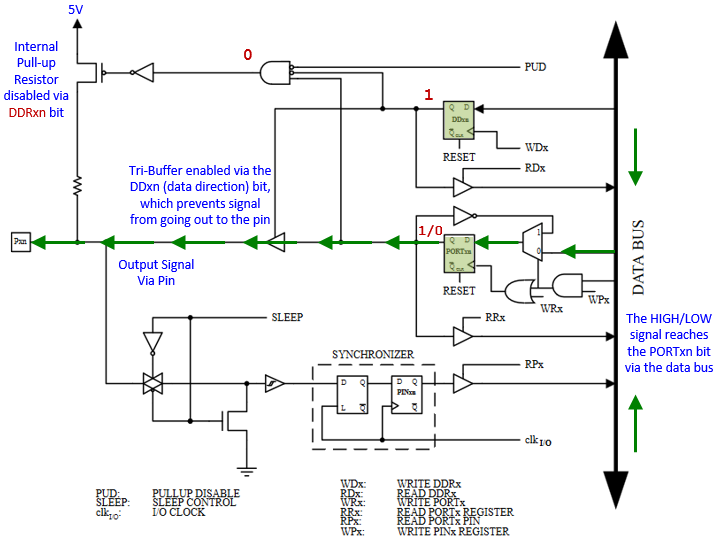 5V
Internal
Pull-up
Resistor
disabled via
DDRxn bit
0
PUD
1
Q D
DDxn
Q CLR
RESET
WDx
RDx
Tri-Buffer enabled via the
DDxn (data direction) bit,
which prevents signal
from going out to the pin
1/0
Pxn
Q D
PORTxn
Q CLR
RESET
1
0
DATA BUS
Output Signal
Via Pin
WRx
WPx
RRx
SLEEP
The HIGH/LOW
signal reaches
the PORTxn bit
via the data bus
SYNCHRONIZER
RPx
D Q
L Q
D Q
PINxn
Q
clk I/O
PUD: PULLUP DISABLE
SLEEP: SLEEP CONTROL
clkI/O: I/O CLOCK
WDx: WRITE DDRx
RDx: READ DDRx
WRx: WRITE PORTx
RRx: READ PORTx REGISTER
RPx: READ PORTx PIN
WPx: WRITE PINx REGISTER